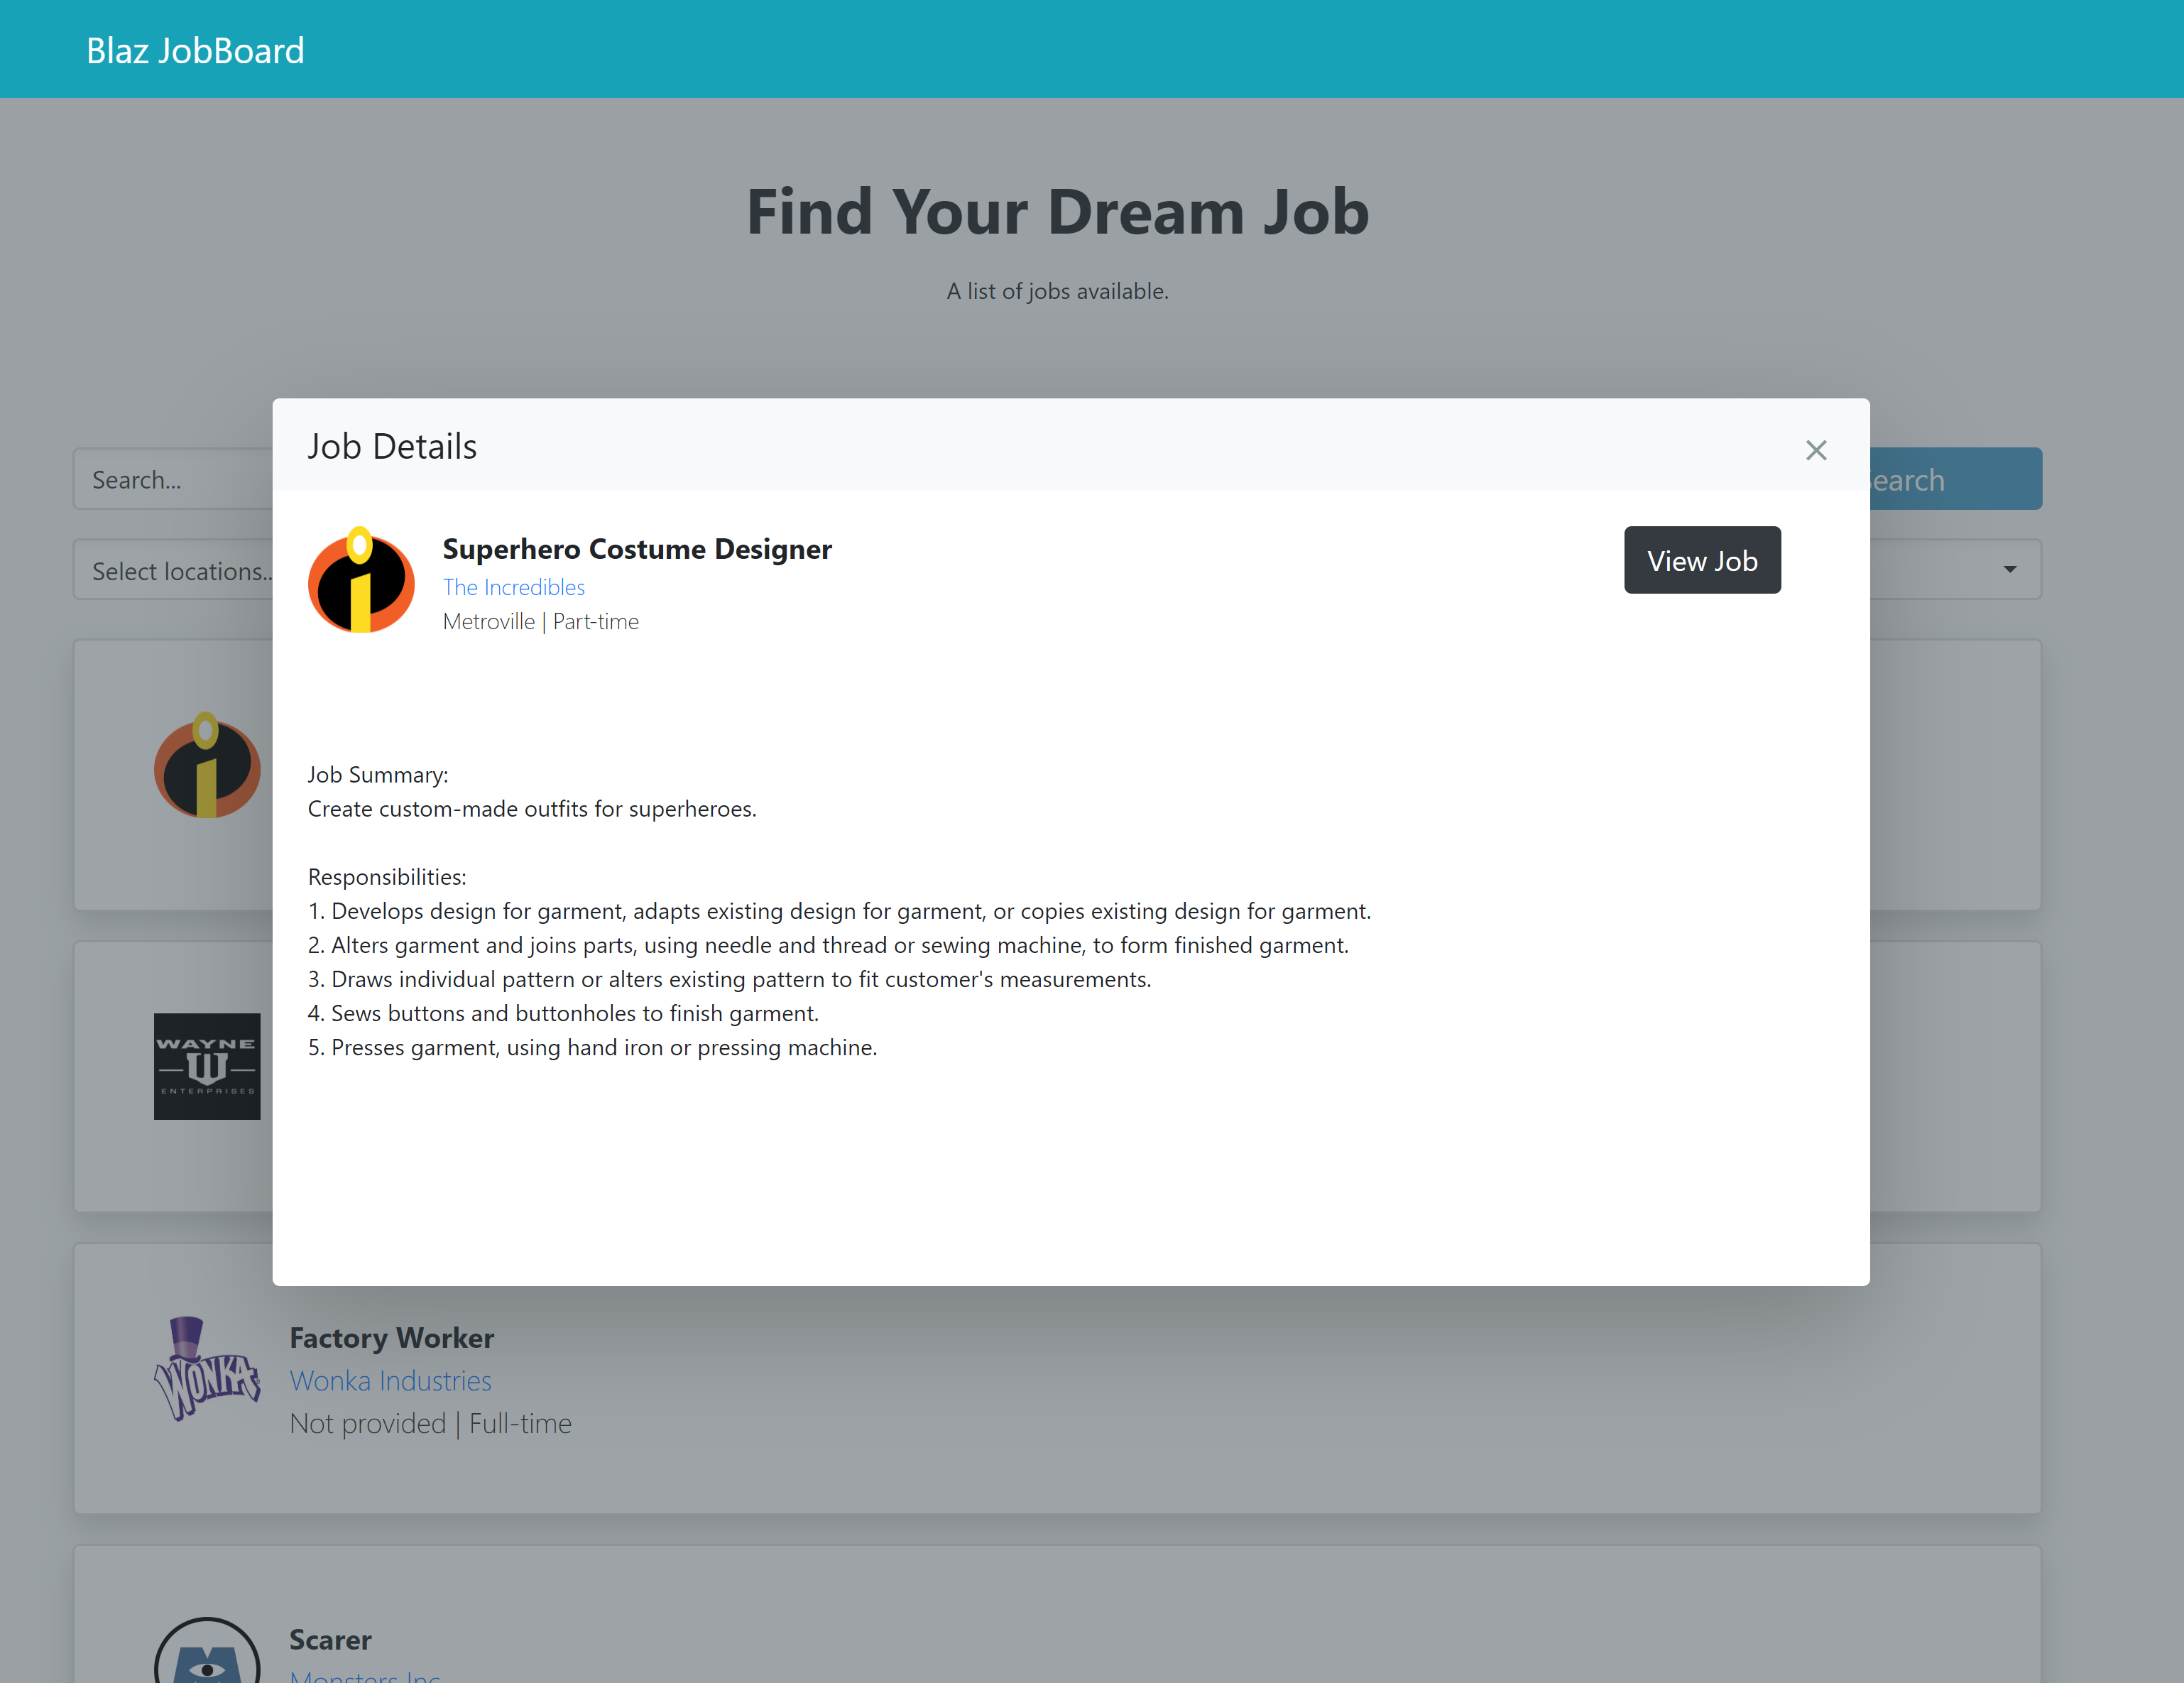 Blaz JobBoard
Find Your Dream Job
A list of jobs available.
Job Details
Search...
Select locations..
View Job
Superhero Costume Designer
The Incredibles
Metroville | Part-time
Job Summary:
Create custom-made outfits for superheroes.
Responsibilities:
1. Develops design for garment, adapts existing design for garment, or copies existing design for garment.
2. Alters garment and joins parts, using needle and thread or sewing machine, to form finished garment.
3. Draws individual pattern or alters existing pattern to fit customer's measurements.
4. Sews buttons and buttonholes to finish garment.
5. Presses garment, using hand iron or pressing machine.
WAYNE
ENTERPRISES
WONKA
Factory Worker
Wonka Industries
Not provided | Full-time
Scarer
Monsters Inc